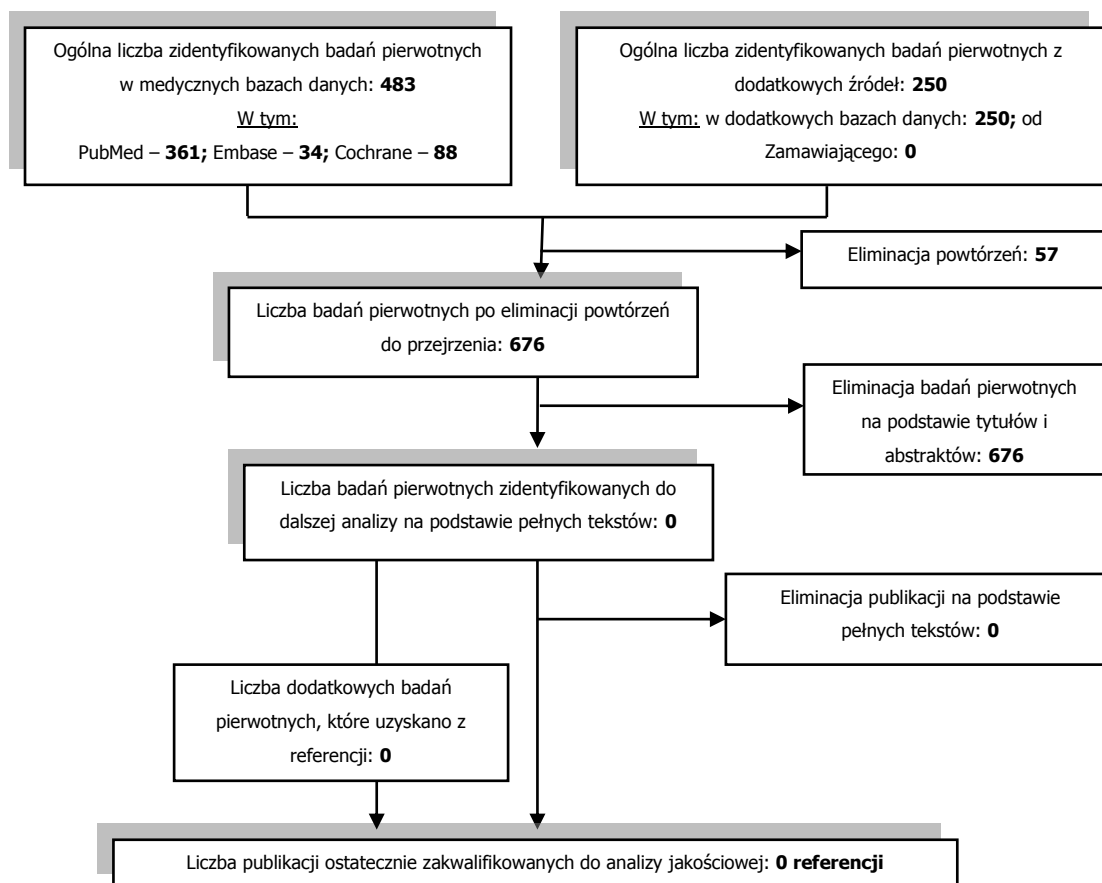 Ogólna liczba zidentyfikowanych badań pierwotnych
w medycznych bazach danych: 483
W tym:
PubMed – 361; Embase – 34; Cochrane – 88
Ogólna liczba zidentyfikowanych badań pierwotnych z
dodatkowych źródeł: 250
W tym: w dodatkowych bazach danych: 250; od
Zamawiającego: 0
Eliminacja powtórzeń: 57
Liczba badań pierwotnych po eliminacji powtórzeń
do przejrzenia: 676
Eliminacja badań pierwotnych
na podstawie tytułów i
abstraktów: 676
Liczba badań pierwotnych zidentyfikowanych do
dalszej analizy na podstawie pełnych tekstów: 0
Eliminacja publikacji na podstawie
pełnych tekstów: 0
Liczba dodatkowych badań
pierwotnych, które uzyskano z
referencji: 0
Liczba publikacji ostatecznie zakwalifikowanych do analizy jakościowej: 0 referencji